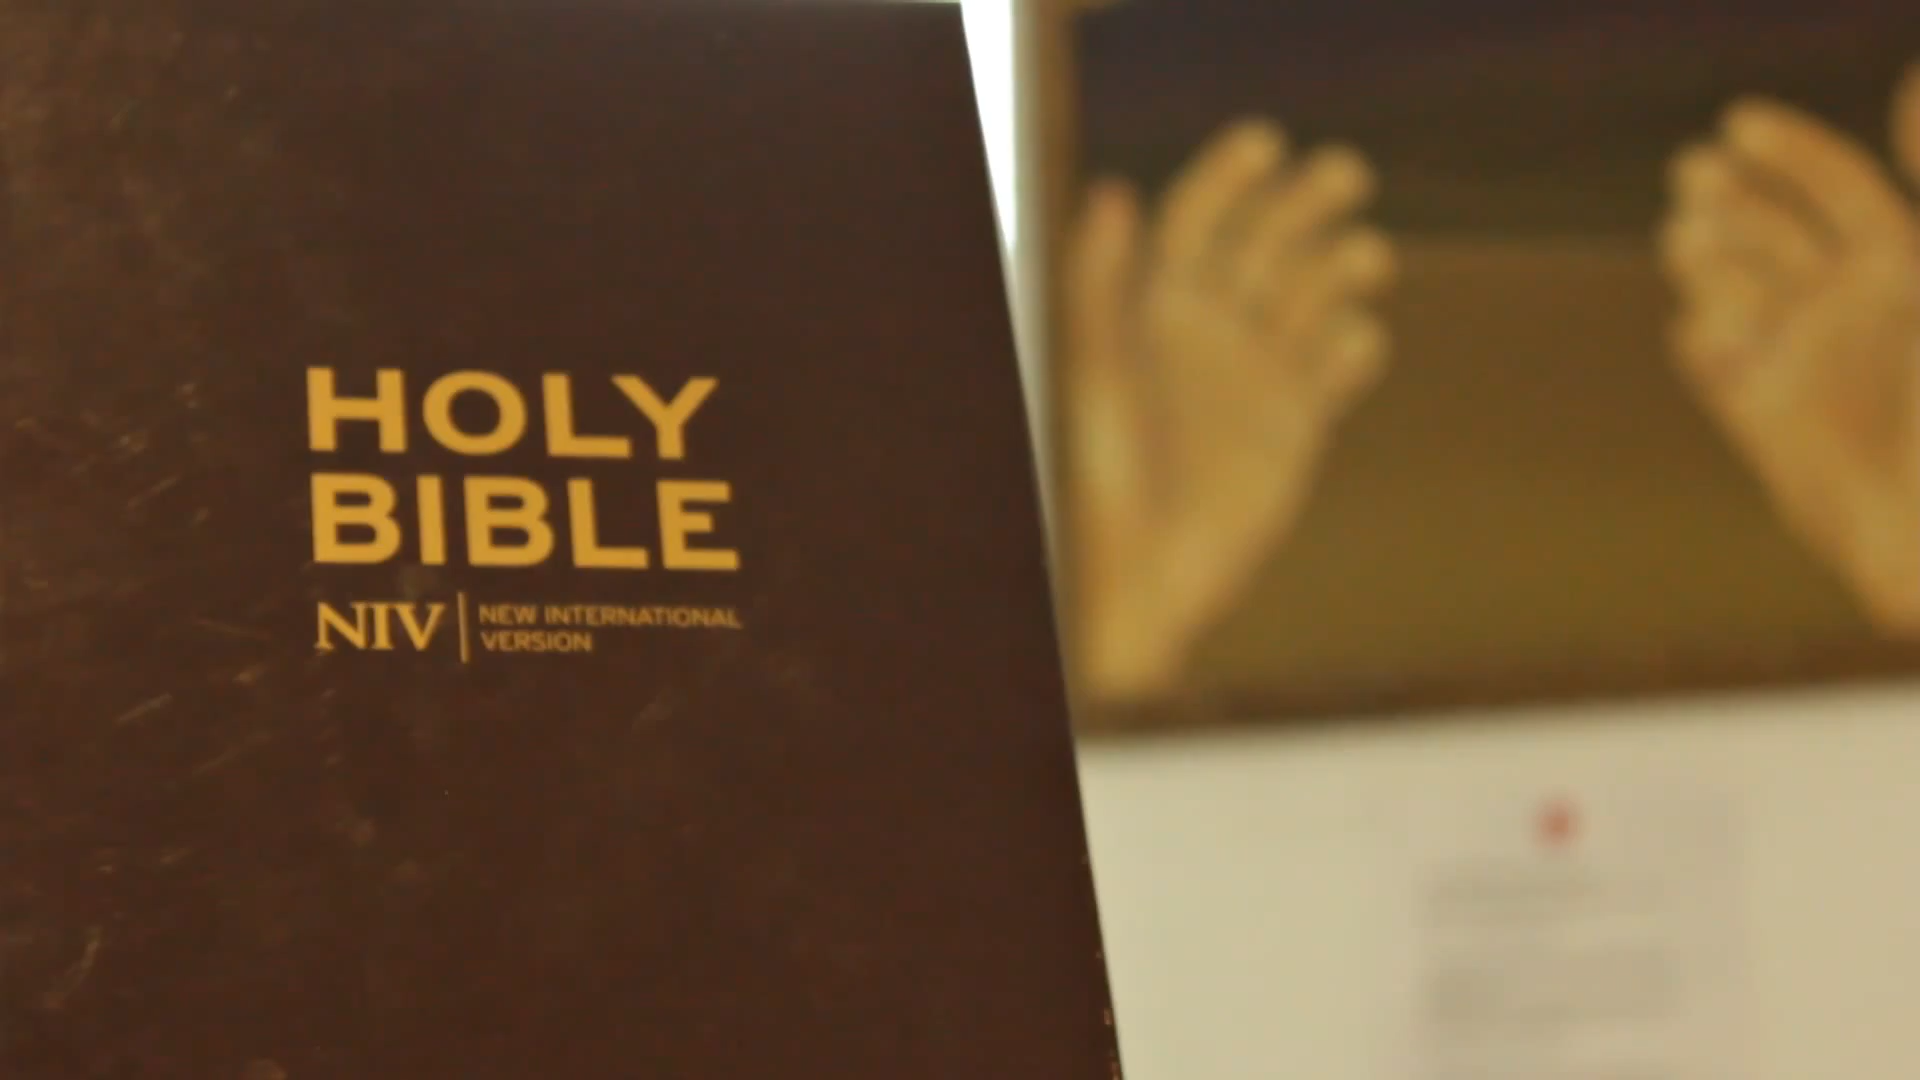 HOLY
BIBLE
NIV | NEW INTERNATIONAL
VERSION